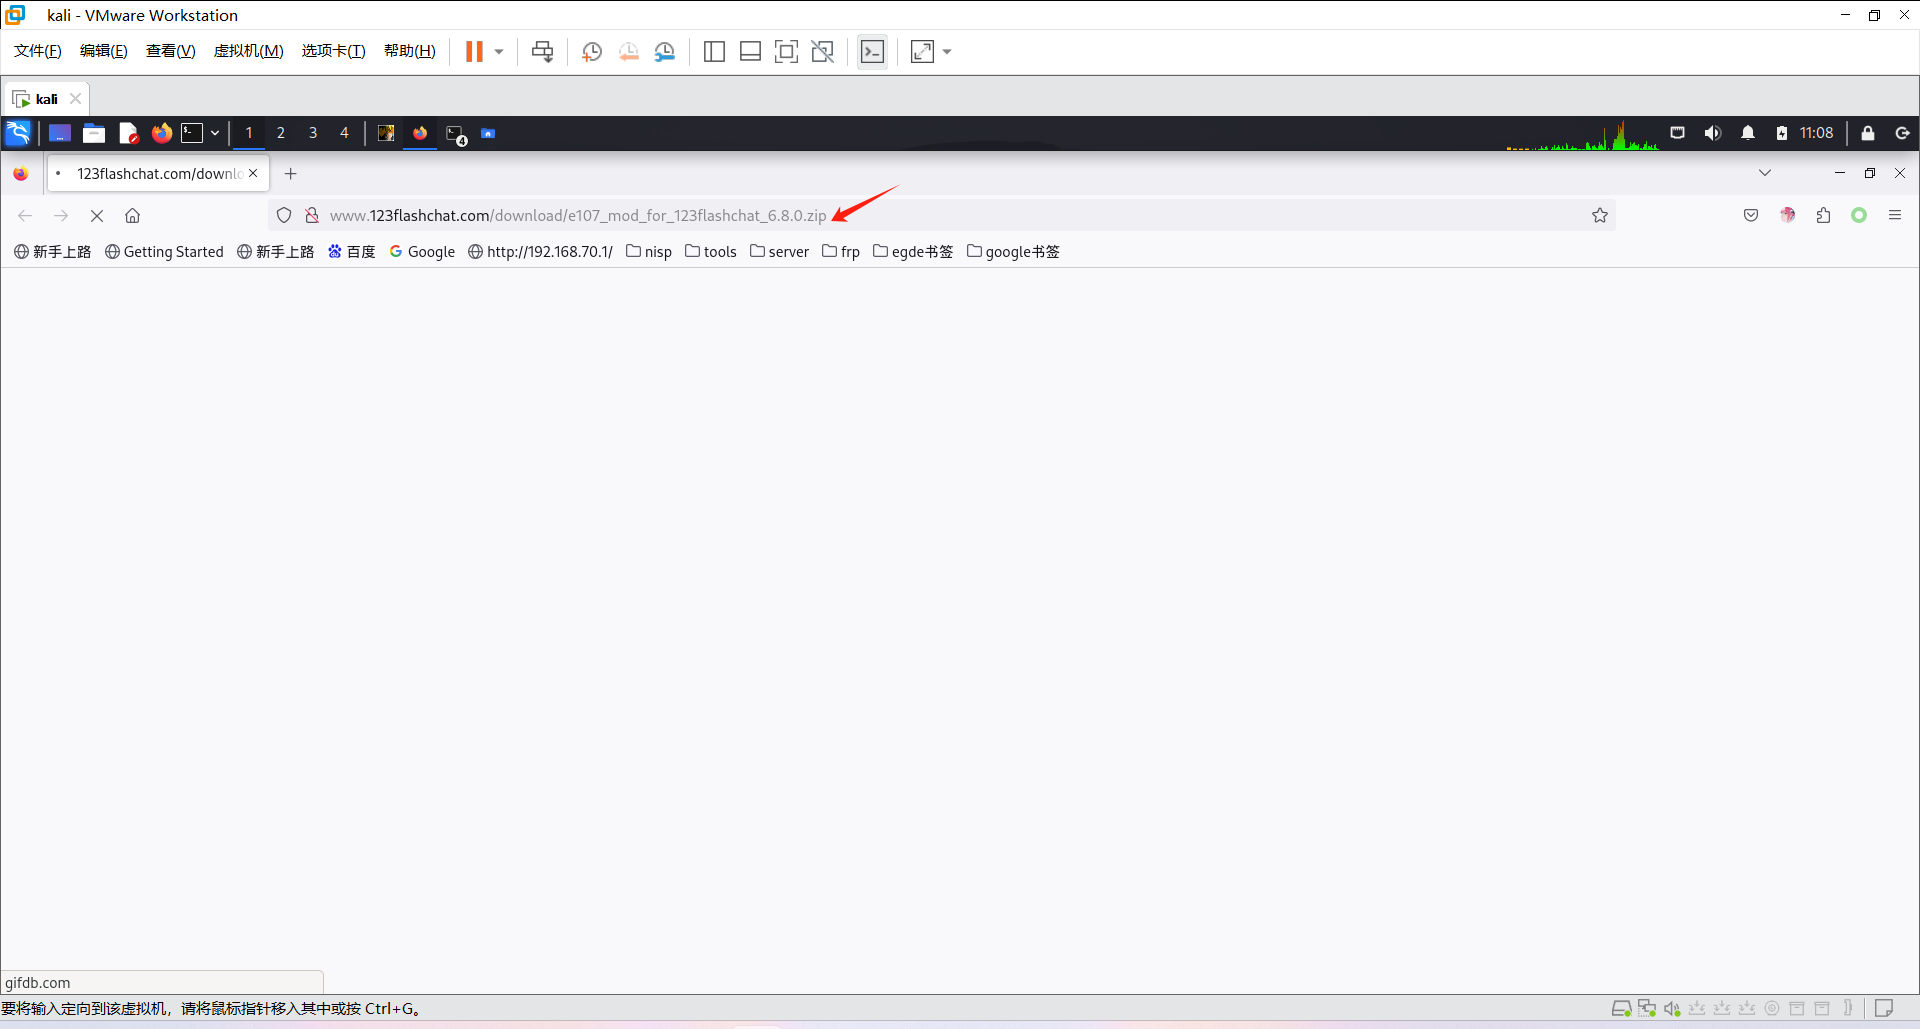 kali - VMware Workstation
文件(F) 编辑(E) 查看(V) 虚拟机(M) 选项卡(T) 帮助(H)
kali
1 2 3 4 4 11:08
123flashchat.com/downlo
www.123flashchat.com/download/e107_mod_for_123flashchat_6.8.0.zip
新手上路 Getting Started 新手上路 百度 Google http://192.168.70.1/ nisp tools server frp egde书签 google书签
gifdb.com
要将输入定向到该虚拟机，请将鼠标指针移入其中或按 Ctrl+G。